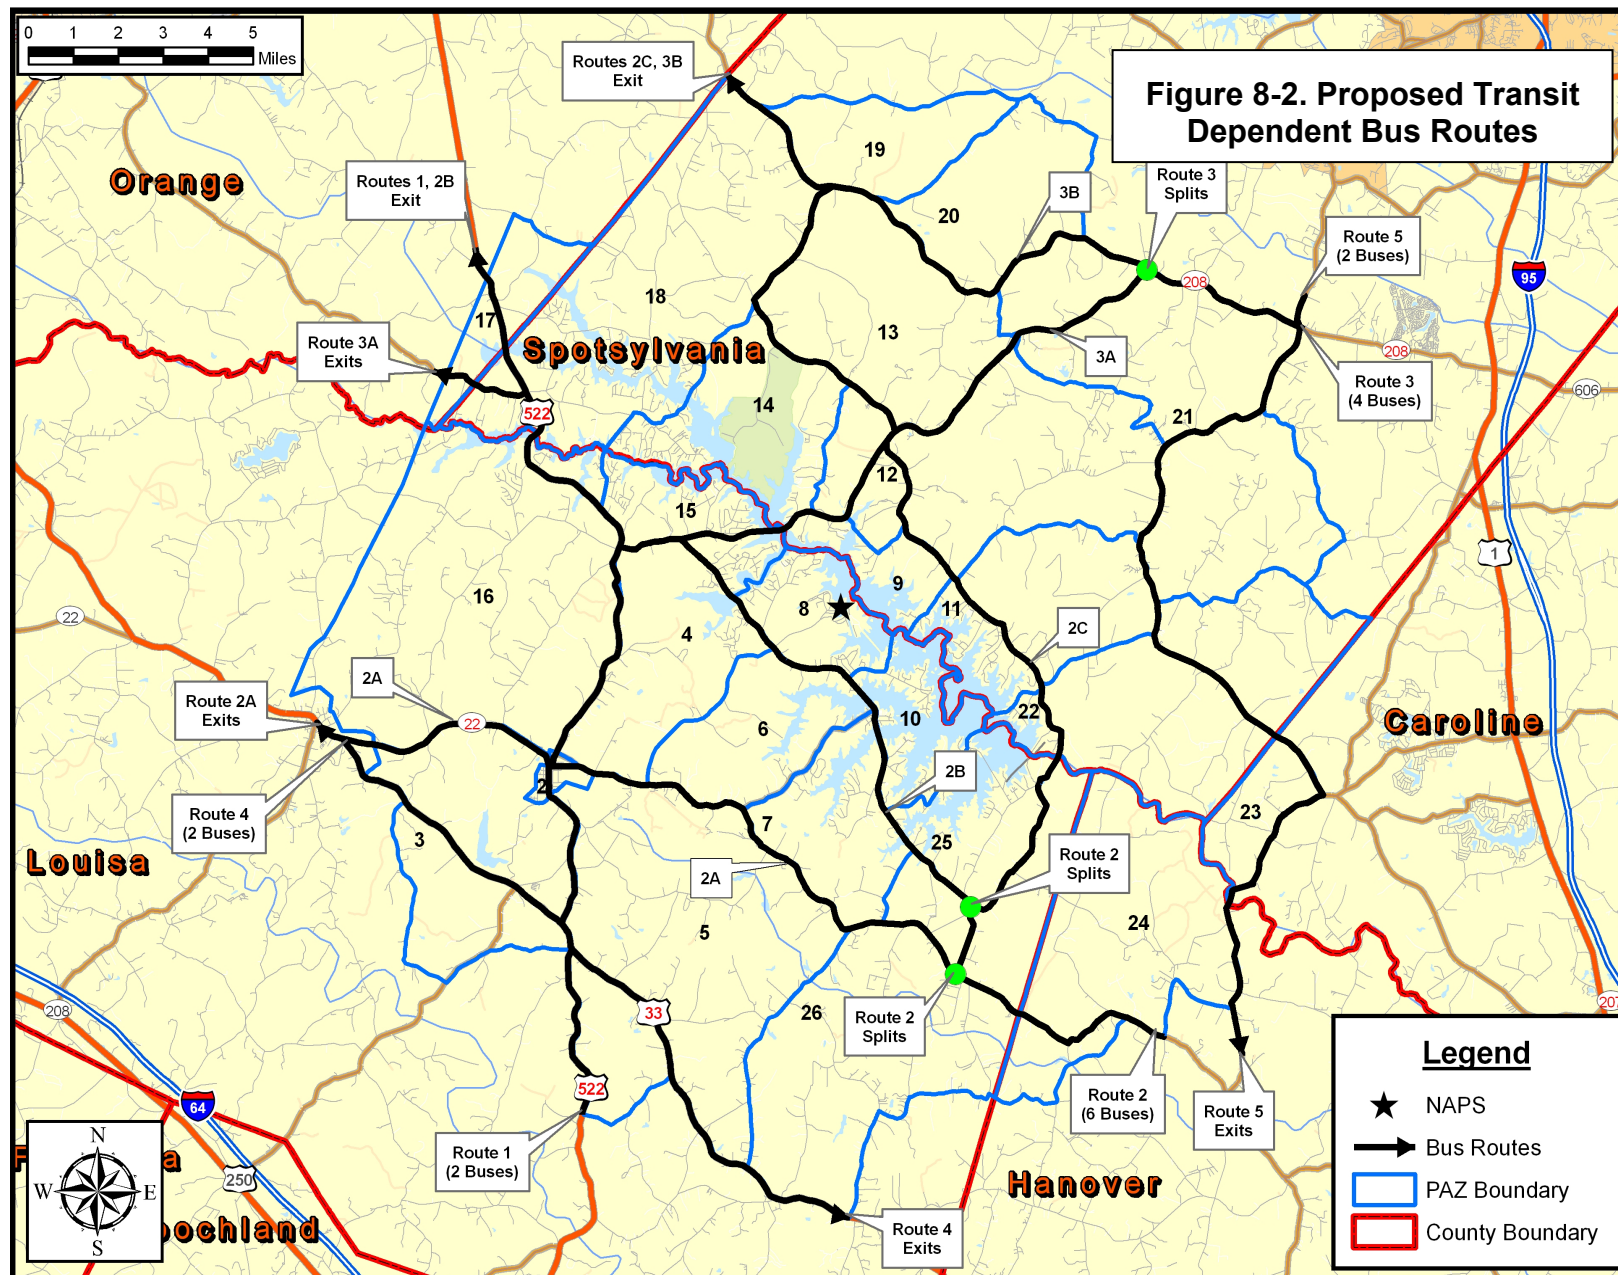 0 1 2 3 4 5
Miles
Figure 8-2. Proposed Transit
Dependent Bus Routes
Routes 2C, 3B
Exit
Routes 1, 2B
Exit
Orange
19
3B
Route 3
Splits
20
Route 5
(2 Buses)
95
208
18
17
13
Route 3A
Exits
Spotsylvania
3A
208
Route 3
(4 Buses)
606
14
522
21
12
15
1
16
9
8
11
22
4
2C
2A
Route 2A
Exits
22
6
10
22
Caroline
2B
2
Route 4
(2 Buses)
3
7
25
23
Louisa
2A
Route 2
Splits
5
24
26
33
Route 2
Splits
208
207
522
64
Route 2
(6 Buses)
Route 5
Exits
Route 1
(2 Buses)
250
Hanover
Route 4
Exits
N
W E
S
Legend
NAPS
Bus Routes
PAZ Boundary
County Boundary